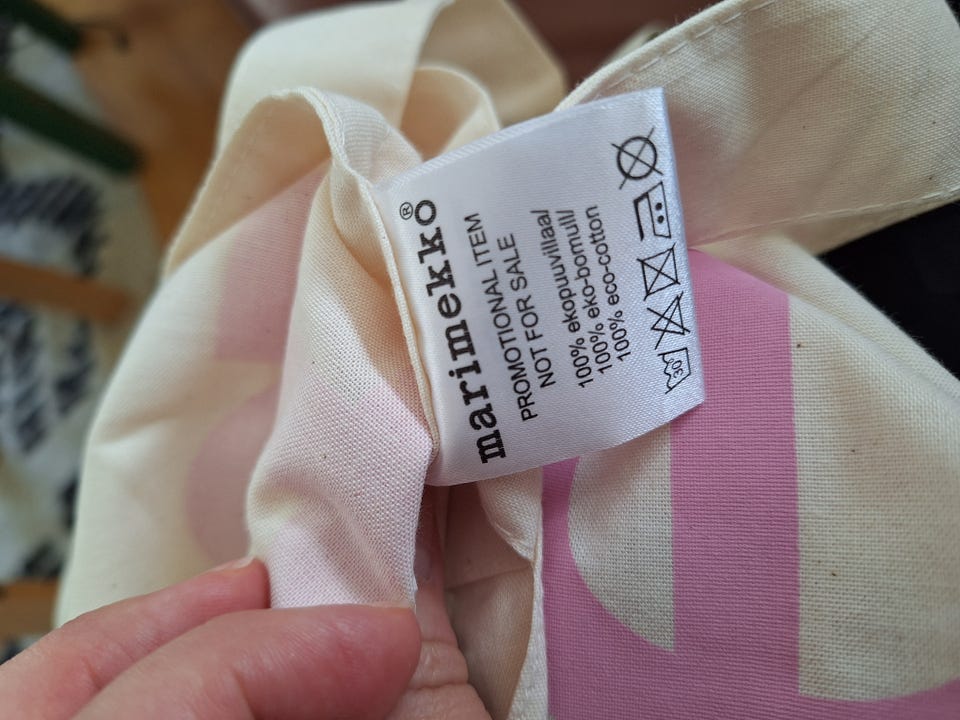 marimekko®
PROMOTIONAL ITEM
NOT FOR SALE
100% ekopuuvillaa/
100% eko-bomull/
100% eco-cotton
30°